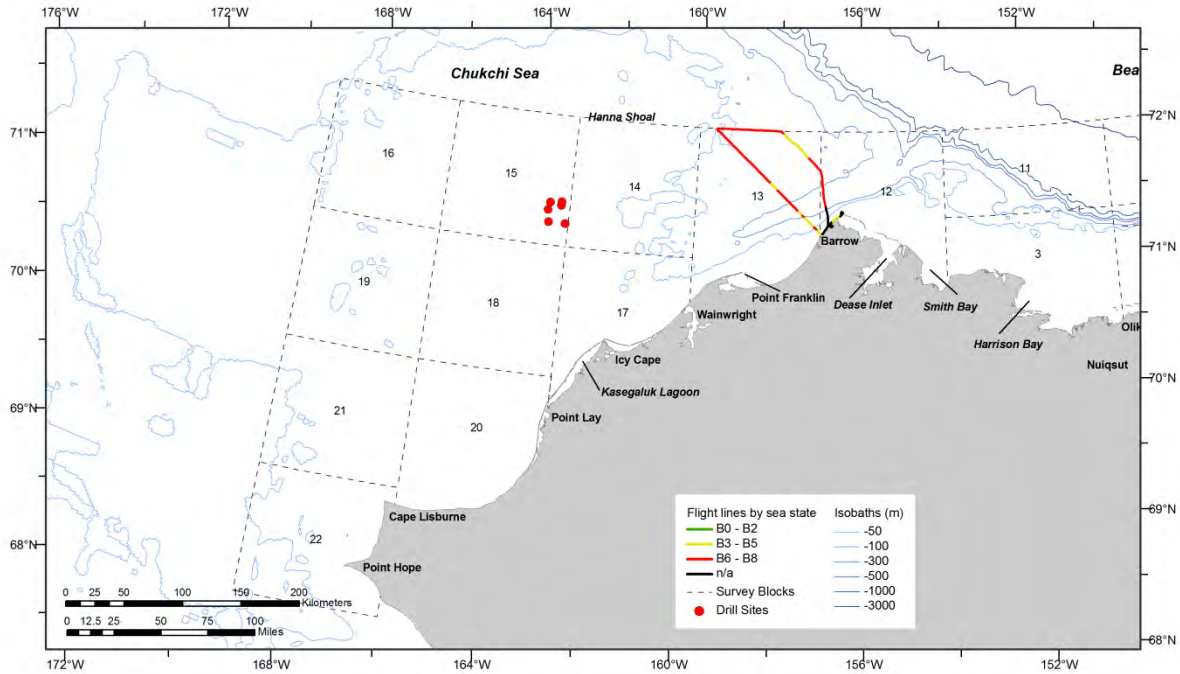 176°W 172°W 168°W 164°W 160°W 156°W 152°W
Chukchi Sea
Bea
72°N
71°N
Hanna Shoal
16
15
14
13
12
11
71°N
Barrow
3
70°N
19
18
17
Point Franklin
Dease Inlet
Smith Bay
Wainwright
Harrison Bay
Olik
Icy Cape
Nuiqsut
Kasegaluk Lagoon
70°N
69°N
21
20
Point Lay
Cape Lisburne
69°N
68°N
22
Point Hope
Flight lines by sea state
B0 - B2
B3 - B5
B6 - B8
n/a
Survey Blocks
Drill Sites
Isobaths (m)
-50
-100
-300
-500
-1000
-3000
0 25 50 100 150 200
Kilometers
0 12.5 25 50 75 100
Miles
68°N
172°W 168°W 164°W 160°W 156°W 152°W